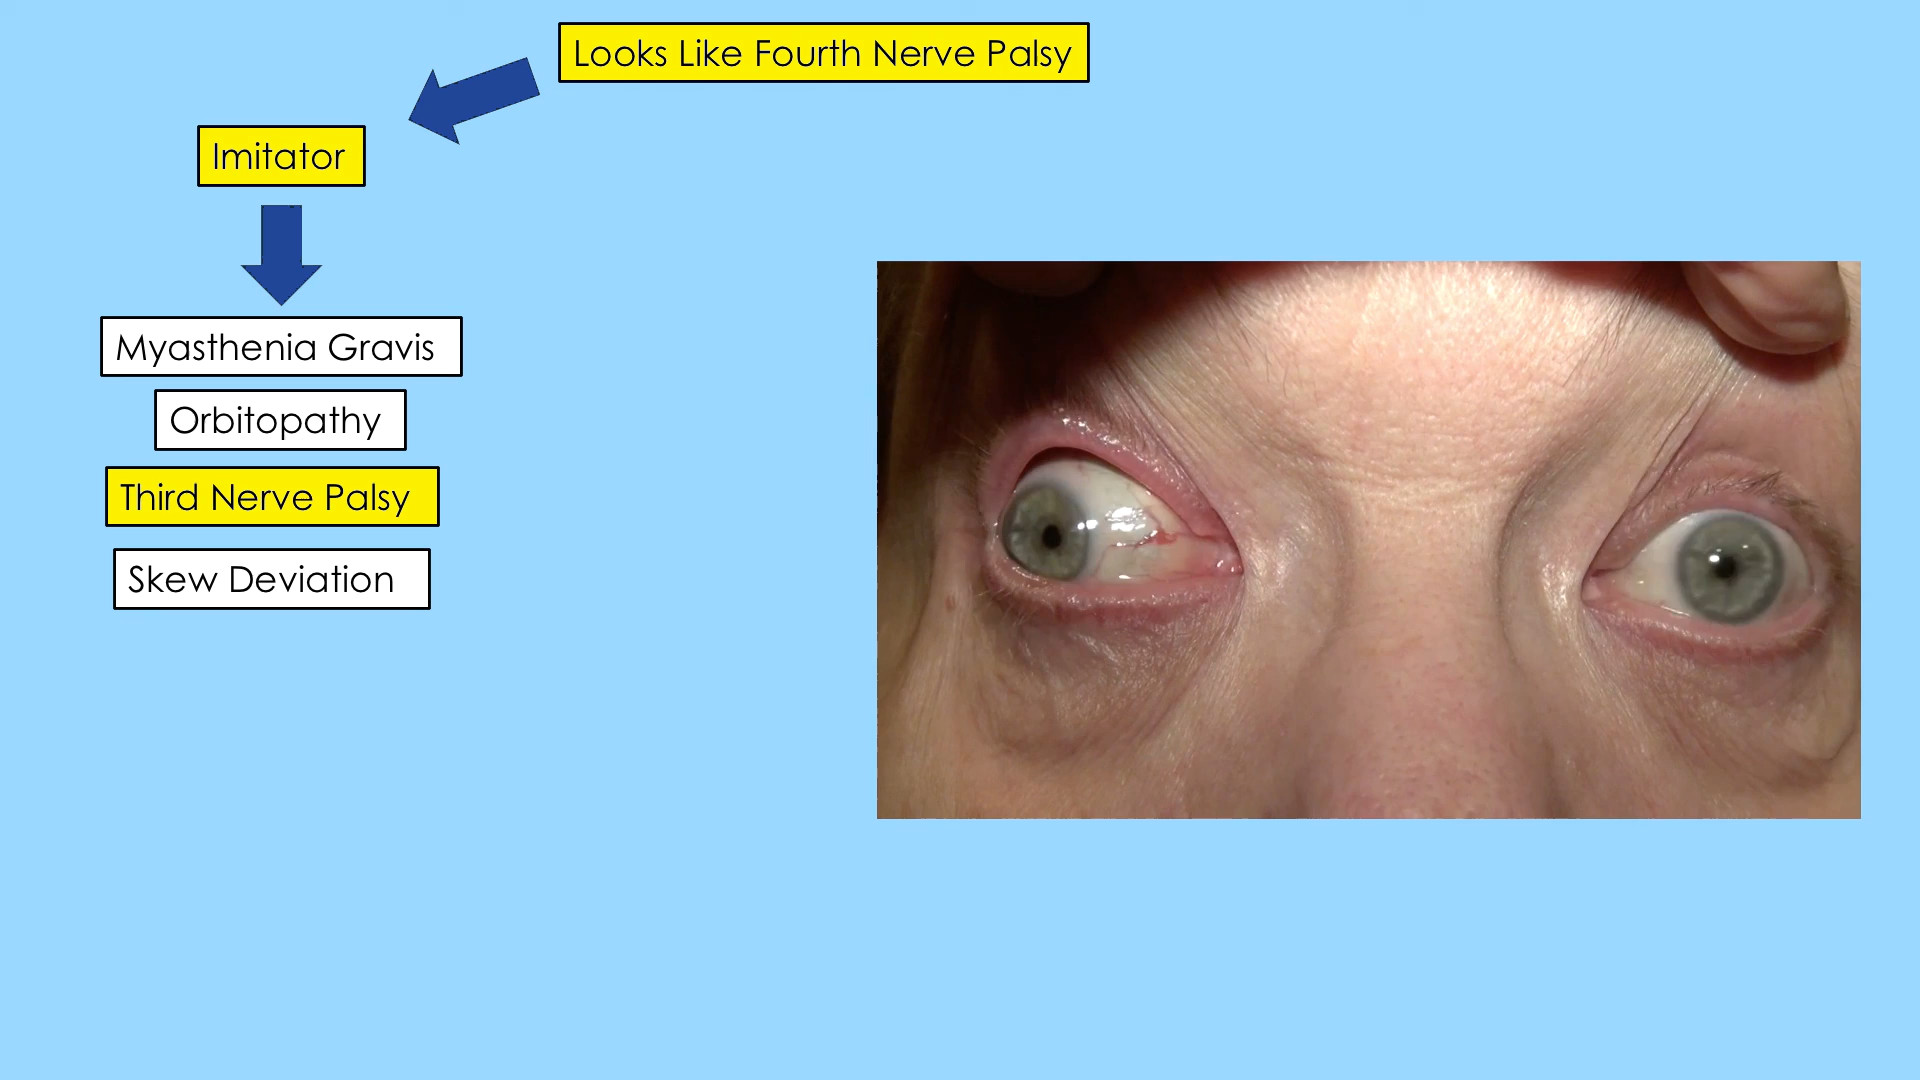 Looks Like Fourth Nerve Palsy
Imitator
Myasthenia Gravis
Orbitopathy
Third Nerve Palsy
Skew Deviation